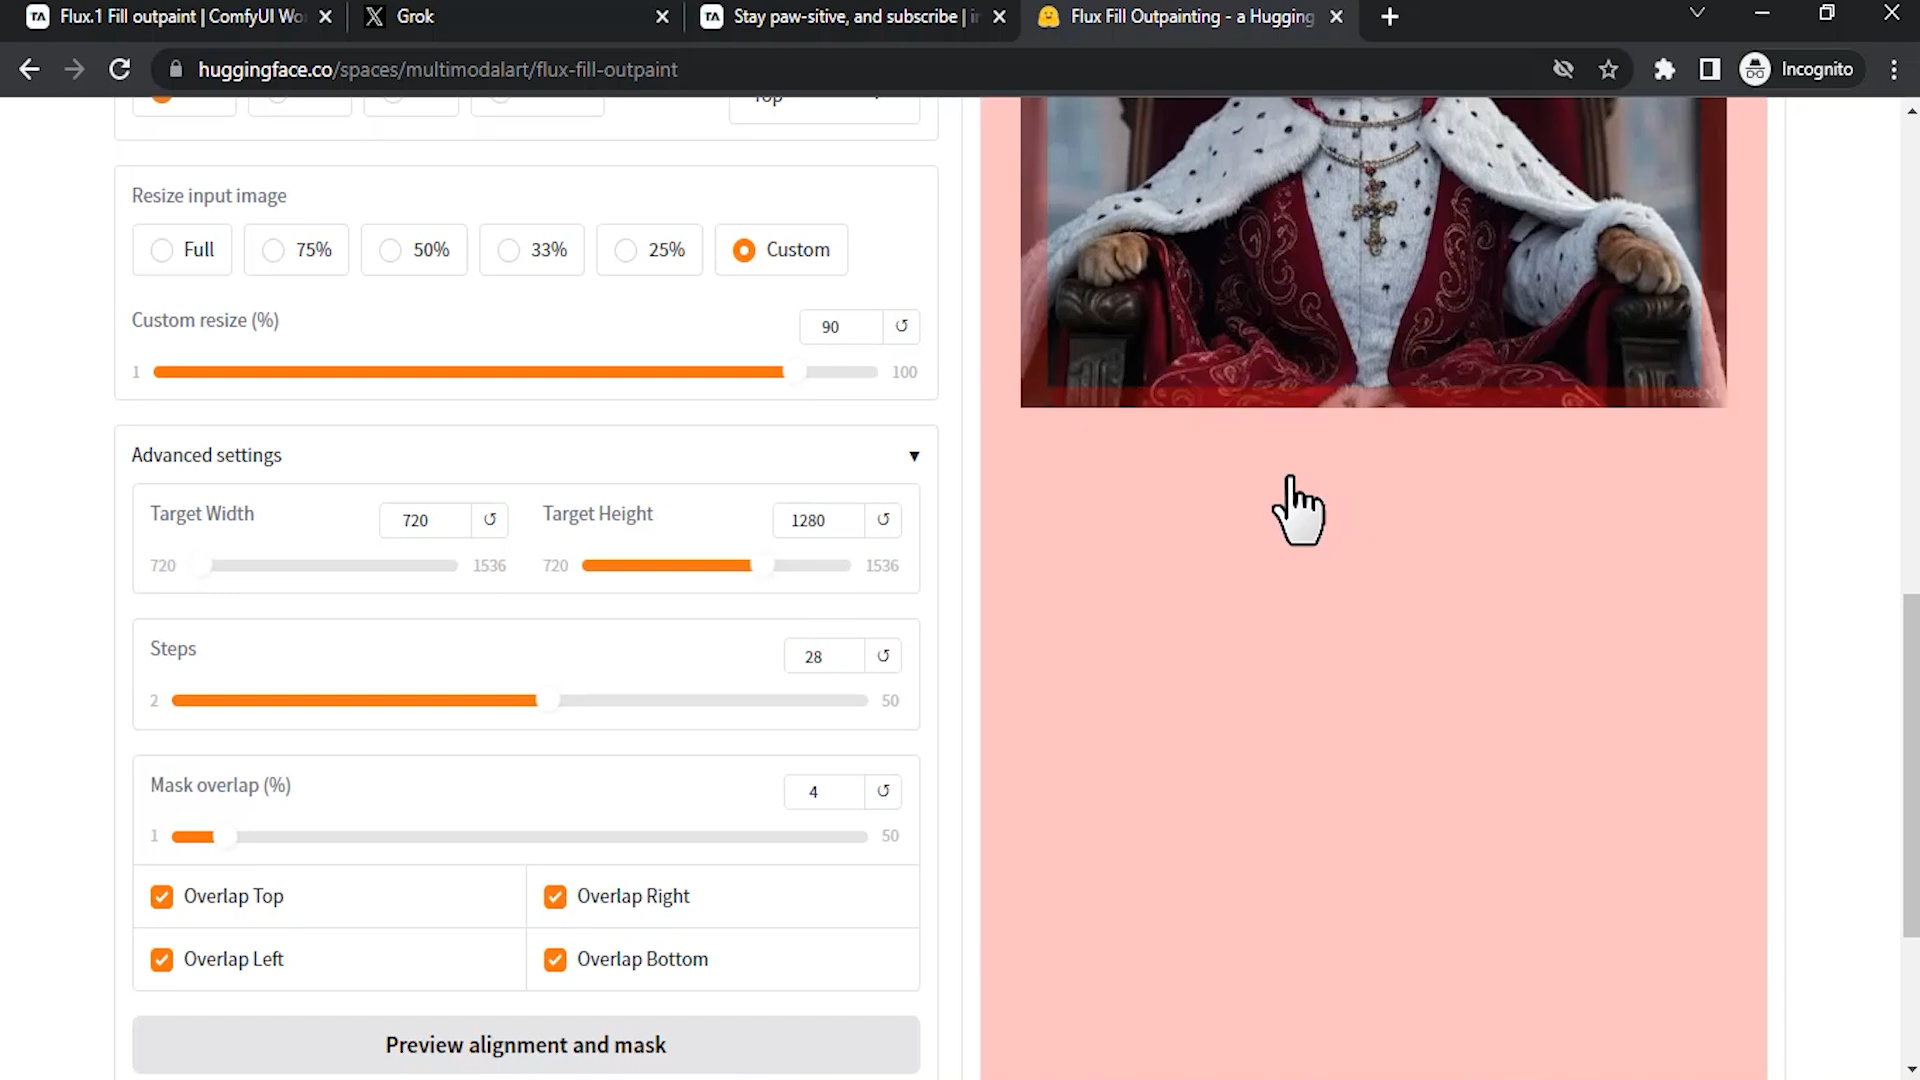 Flux.1 Fill outpaint | ComfyUI Wo
Grok
Stay paw-sitive, and subscribe | i
Flux Fill Outpainting - a Hugging
huggingface.co/spaces/multimodalart/flux-fill-outpaint
Incognito
Top
Resize input image
Full
75%
50%
33%
25%
Custom
Custom resize (%)
90
1
100
Advanced settings
Target Width
720
Target Height
1280
720
1536
720
1536
Steps
28
2
50
Mask overlap (%)
4
1
50
Overlap Top
Overlap Right
Overlap Left
Overlap Bottom
Preview alignment and mask
GROK